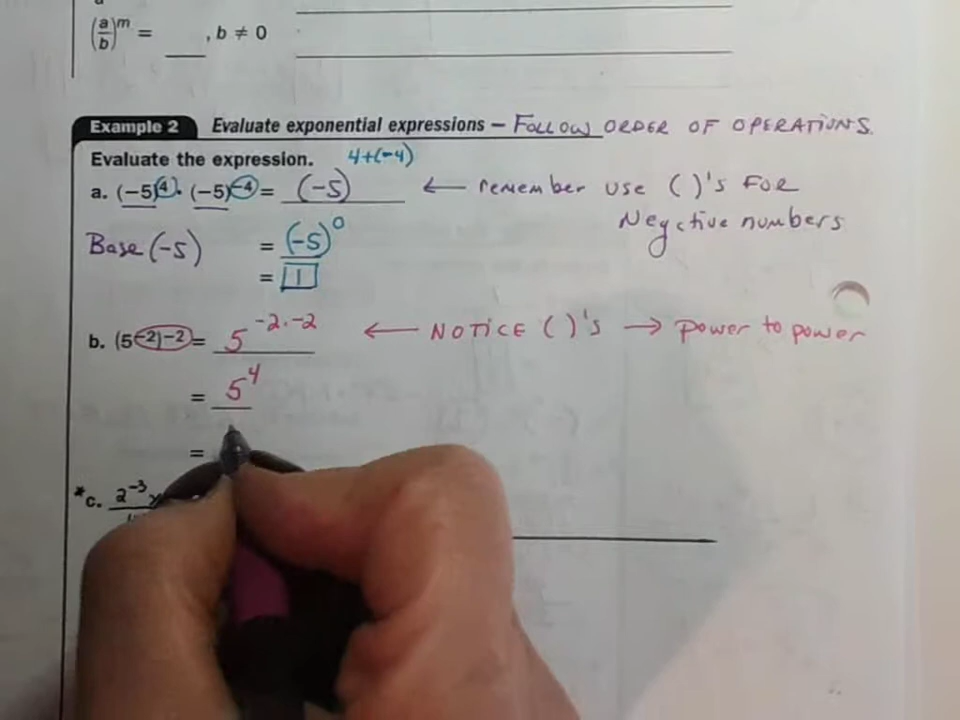 (a/b)^m = ___ , b ≠ 0
Example 2 Evaluate exponential expressions – FOLLOW ORDER OF OPERATIONS.
Evaluate the expression. 4+(-4)
a. (-5)^4 · (-5)^-4 = (-5) ← remember use ( )'s FOR
Negative numbers
Base (-5) = (-5)^0
= 1
b. (5^-2)^-2 = 5^-2·-2 ← NOTICE ( )'s → power to power
= 5^4
=
*c. 2^-3